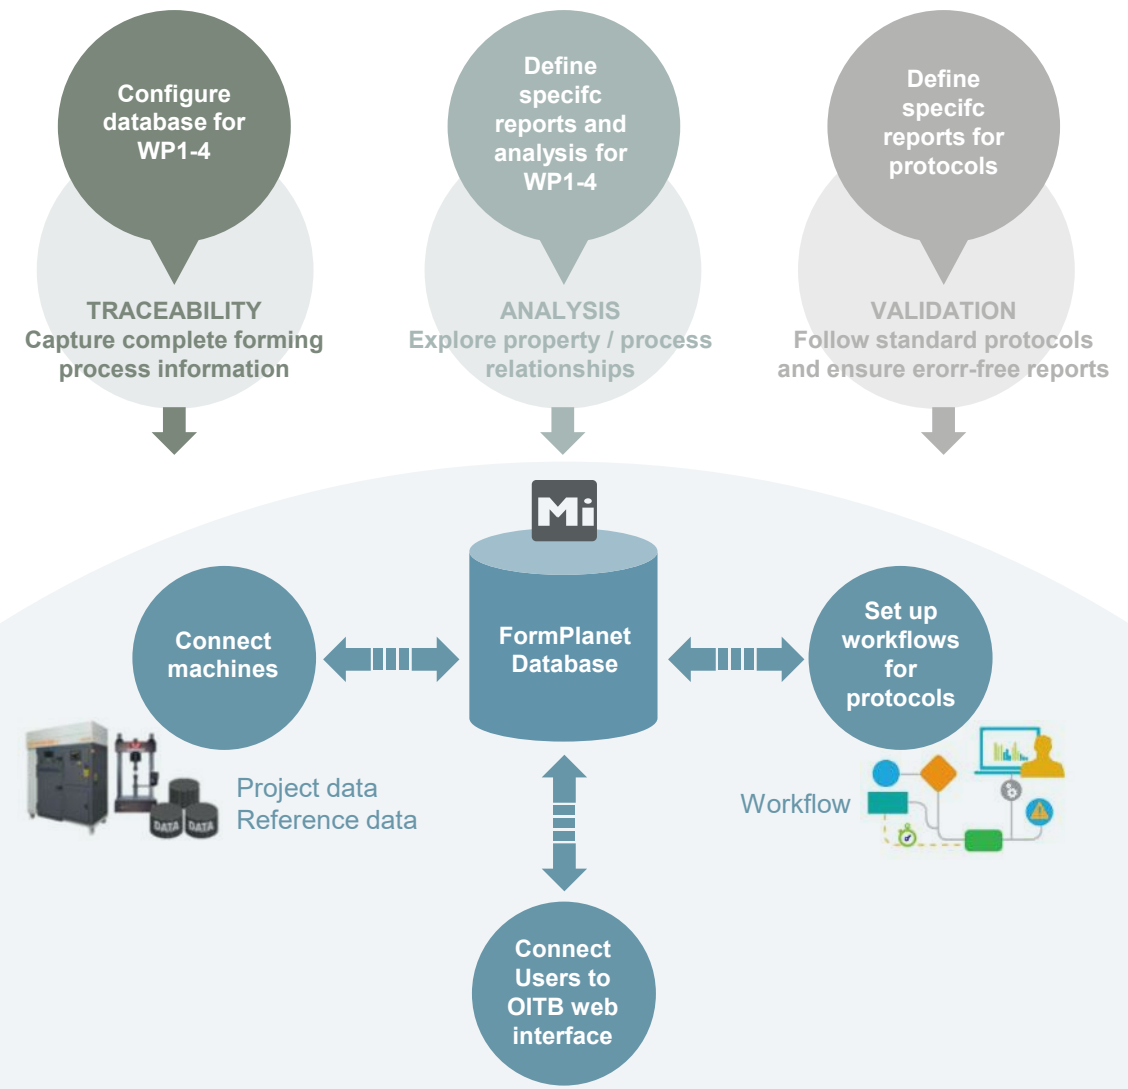 Configure
database for
WP1-4
Define
specifc
reports and
analysis for
WP1-4
Define
specifc
reports for
protocols
TRACEABILITY
Capture complete forming
process information
ANALYSIS
Explore property / process
relationships
VALIDATION
Follow standard protocols
and ensure erorr-free reports
Mi
FormPlanet
Database
Connect
machines
Set up
workflows
for
protocols
Project data
Reference data
DATA
DATA
Workflow
Connect
Users to
OITB web
interface